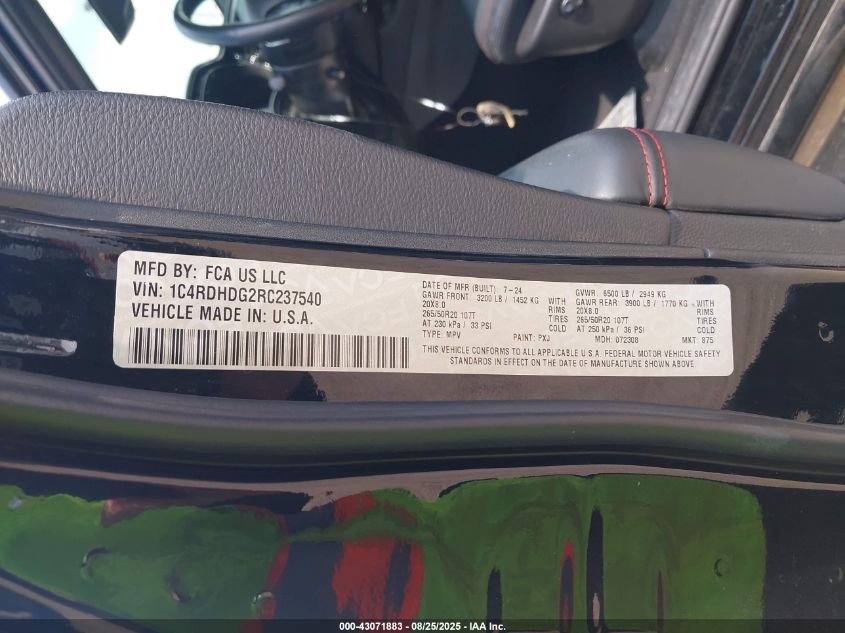 MFD BY: FCA US LLC
VIN: 1C4RDHDG2RC237540
VEHICLE MADE IN: U.S.A.
DATE OF MFR (BUILT) 7-24
GAWR FRONT: 3200 LB / 1452 KG WITH
20X8.0 RIMS
265/50R20 107T TIRES
AT 230 kPa / 33 PSI COLD
TYPE: MPV PAINT: PXJ
GVWR: 6500 LB / 2949 KG
GAWR REAR: 3900 LB / 1770 KG WITH
20X8.0 RIMS
265/50R20 107T TIRES
AT 250 kPa / 36 PSI COLD
MDH: 072308 MKT: 875
THIS VEHICLE CONFORMS TO ALL APPLICABLE U.S.A. FEDERAL MOTOR VEHICLE SAFETY
STANDARDS IN EFFECT ON THE DATE OF MANUFACTURE SHOWN ABOVE.
000-43071883 - 08/25/2025 - IAA Inc.